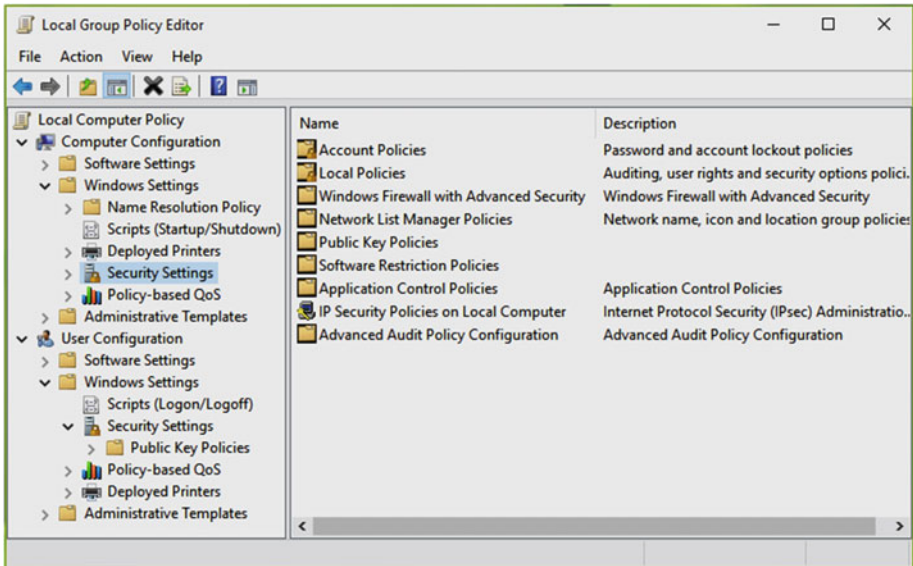 Local Group Policy Editor
File Action View Help
Local Computer Policy
Computer Configuration
Software Settings
Windows Settings
Name Resolution Policy
Scripts (Startup/Shutdown)
Deployed Printers
Security Settings
Policy-based QoS
Administrative Templates
User Configuration
Software Settings
Windows Settings
Scripts (Logon/Logoff)
Security Settings
Public Key Policies
Policy-based QoS
Deployed Printers
Administrative Templates
Name Description
Account Policies Password and account lockout policies
Local Policies Auditing, user rights and security options polici.
Windows Firewall with Advanced Security Windows Firewall with Advanced Security
Network List Manager Policies Network name, icon and location group policies
Public Key Policies
Software Restriction Policies
Application Control Policies Application Control Policies
IP Security Policies on Local Computer Internet Protocol Security (IPsec) Administratio..
Advanced Audit Policy Configuration Advanced Audit Policy Configuration